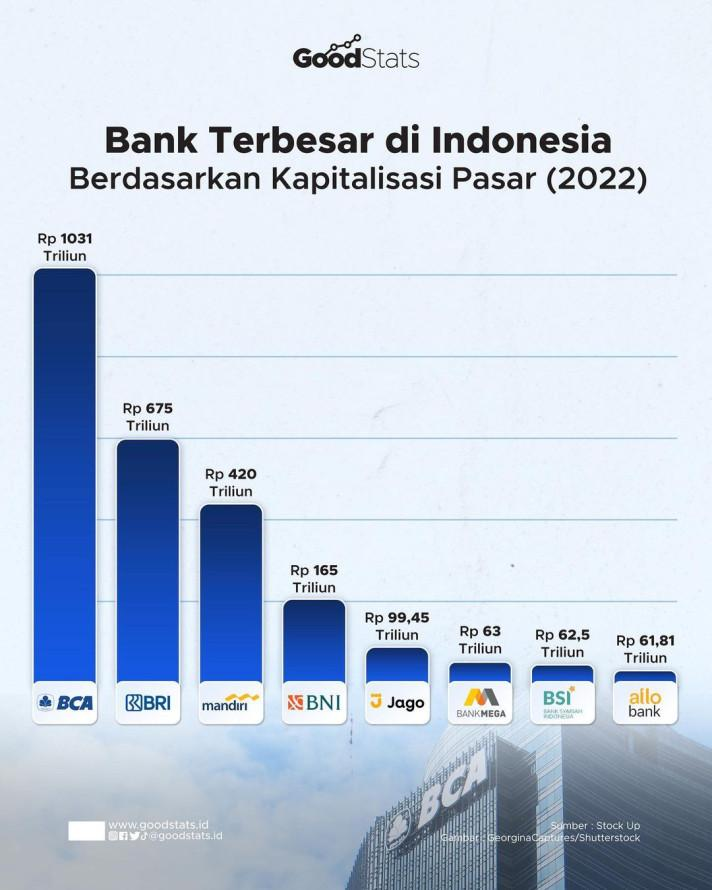 GoodStats
Bank Terbesar di Indonesia
Berdasarkan Kapitalisasi Pasar (2022)
Rp 1031
Triliun
Rp 675
Triliun
Rp 420
Triliun
Rp 165
Triliun
Rp 99,45
Triliun
Rp 63
Triliun
Rp 62,5
Triliun
Rp 61,81
Triliun
BCA
BRI
mandiri
BNI
Jago
BANK MEGA
BSI
BANK SYARIAH
INDONESIA
allo
bank
BCA
www.goodstats.id
@goodstats.id
Sumber : Stock Up
Gambar : GeorginaCaptures/Shutterstock